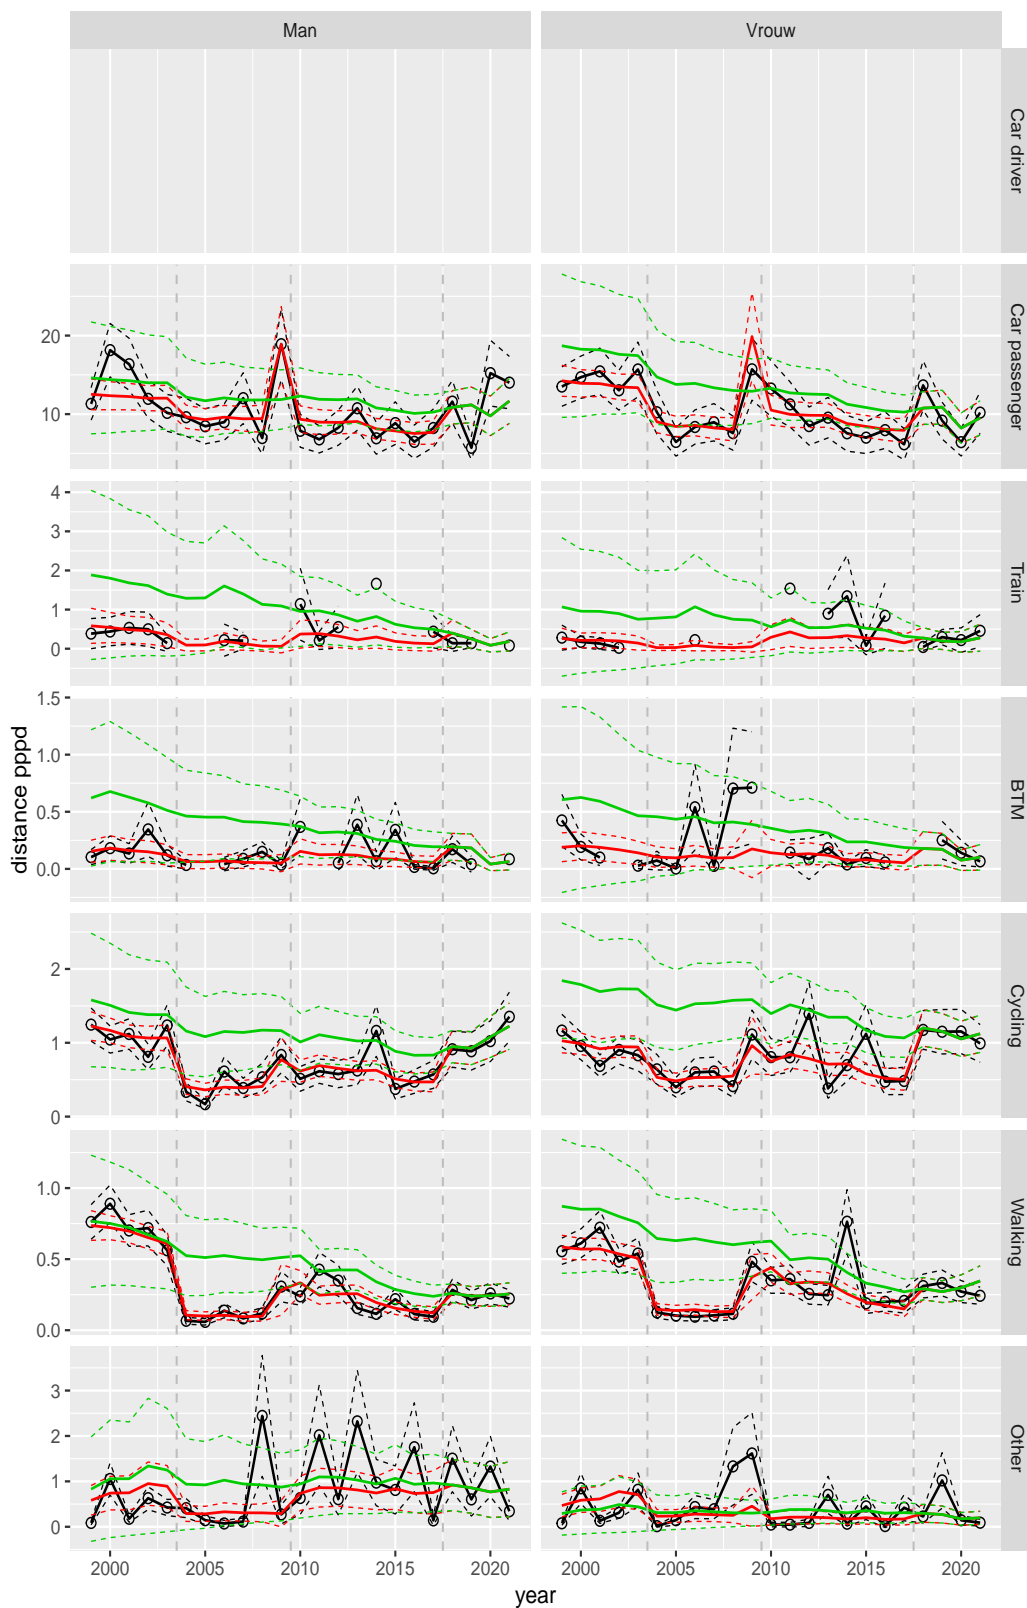 Man Vrouw
Car driver
20
10
Car passenger
4
3
2
1
0
Train
1.5
1.0
0.5
0.0
BTM
2
1
0
Cycling
1.0
0.5
0.0
Walking
3
2
1
0
Other
2000 2005 2010 2015 2020 2000 2005 2010 2015 2020
year
distance pppd